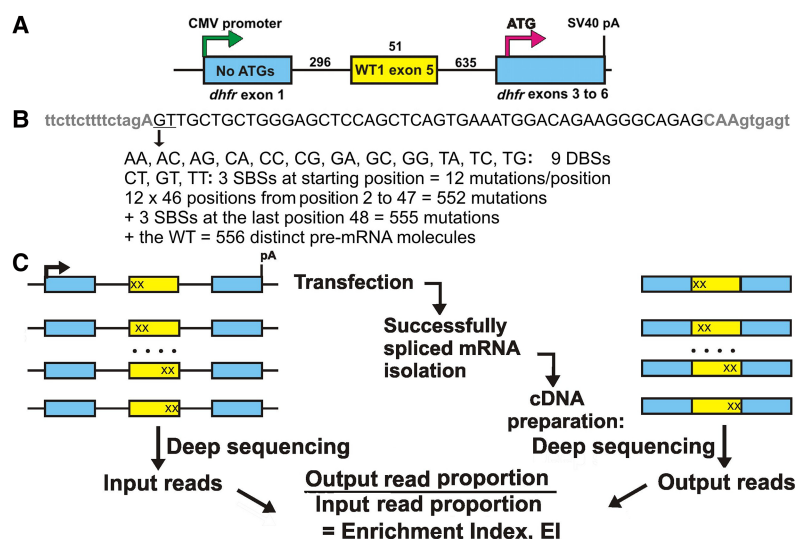 A
CMV promoter
ATG
SV40 pA
No ATGs
296
51
WT1 exon 5
635
dhfr exon 1
dhfr exons 3 to 6
B
ttcttcttttctagAGTTGCTGCTGGGAGCTCCAGCTCAGTGAAATGGACAGAAGGGCAGAGCAAgtgagt
AA, AC, AG, CA, CC, CG, GA, GC, GG, TA, TC, TG: 9 DBSs
CT, GT, TT: 3 SBSs at starting position = 12 mutations/position
12 x 46 positions from position 2 to 47 = 552 mutations
+ 3 SBSs at the last position 48 = 555 mutations
+ the WT = 556 distinct pre-mRNA molecules
C
pA
xx
xx
xx
xx
Transfection
Successfully
spliced mRNA
isolation
cDNA
preparation:
xx
xx
xx
xx
Deep sequencing
Deep sequencing
Input reads
Output read proportion
Input read proportion
= Enrichment Index, EI
Output reads